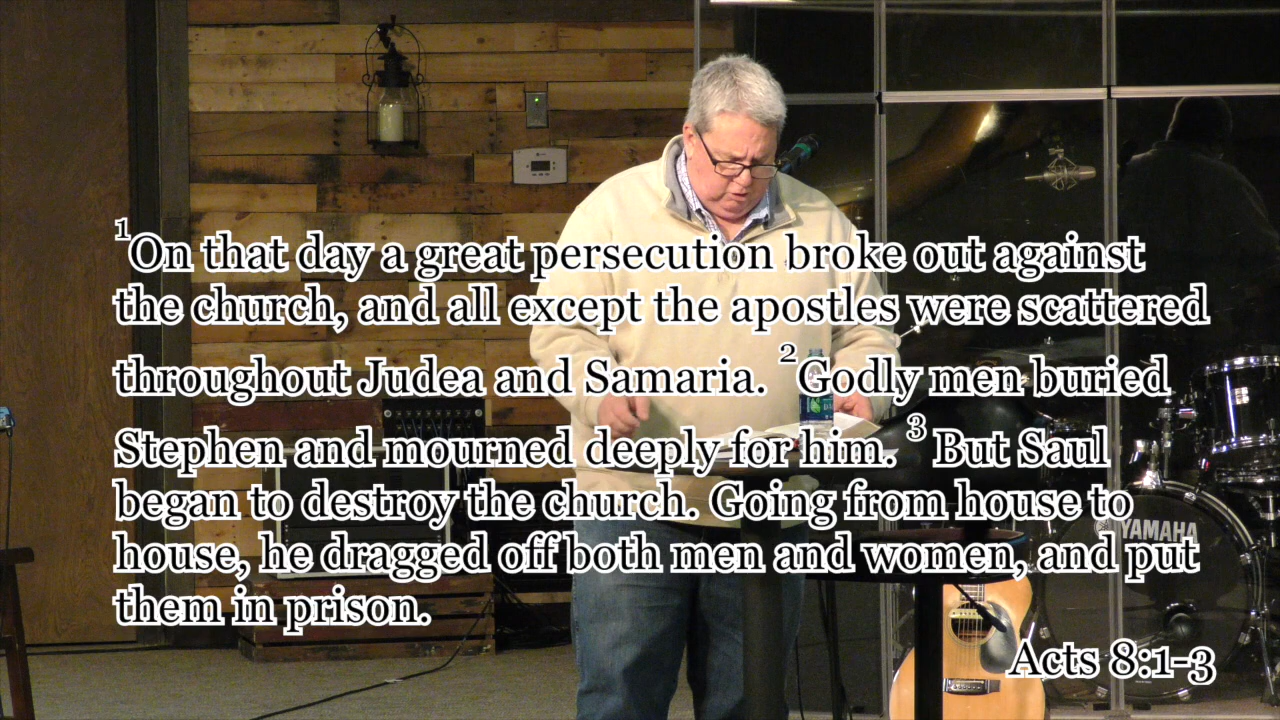 ¹On that day a great persecution broke out against
the church, and all except the apostles were scattered
throughout Judea and Samaria. ²Godly men buried
Stephen and mourned deeply for him. ³ But Saul
began to destroy the church. Going from house to
house, he dragged off both men and women, and put
them in prison.
Acts 8:1-3
YAMAHA